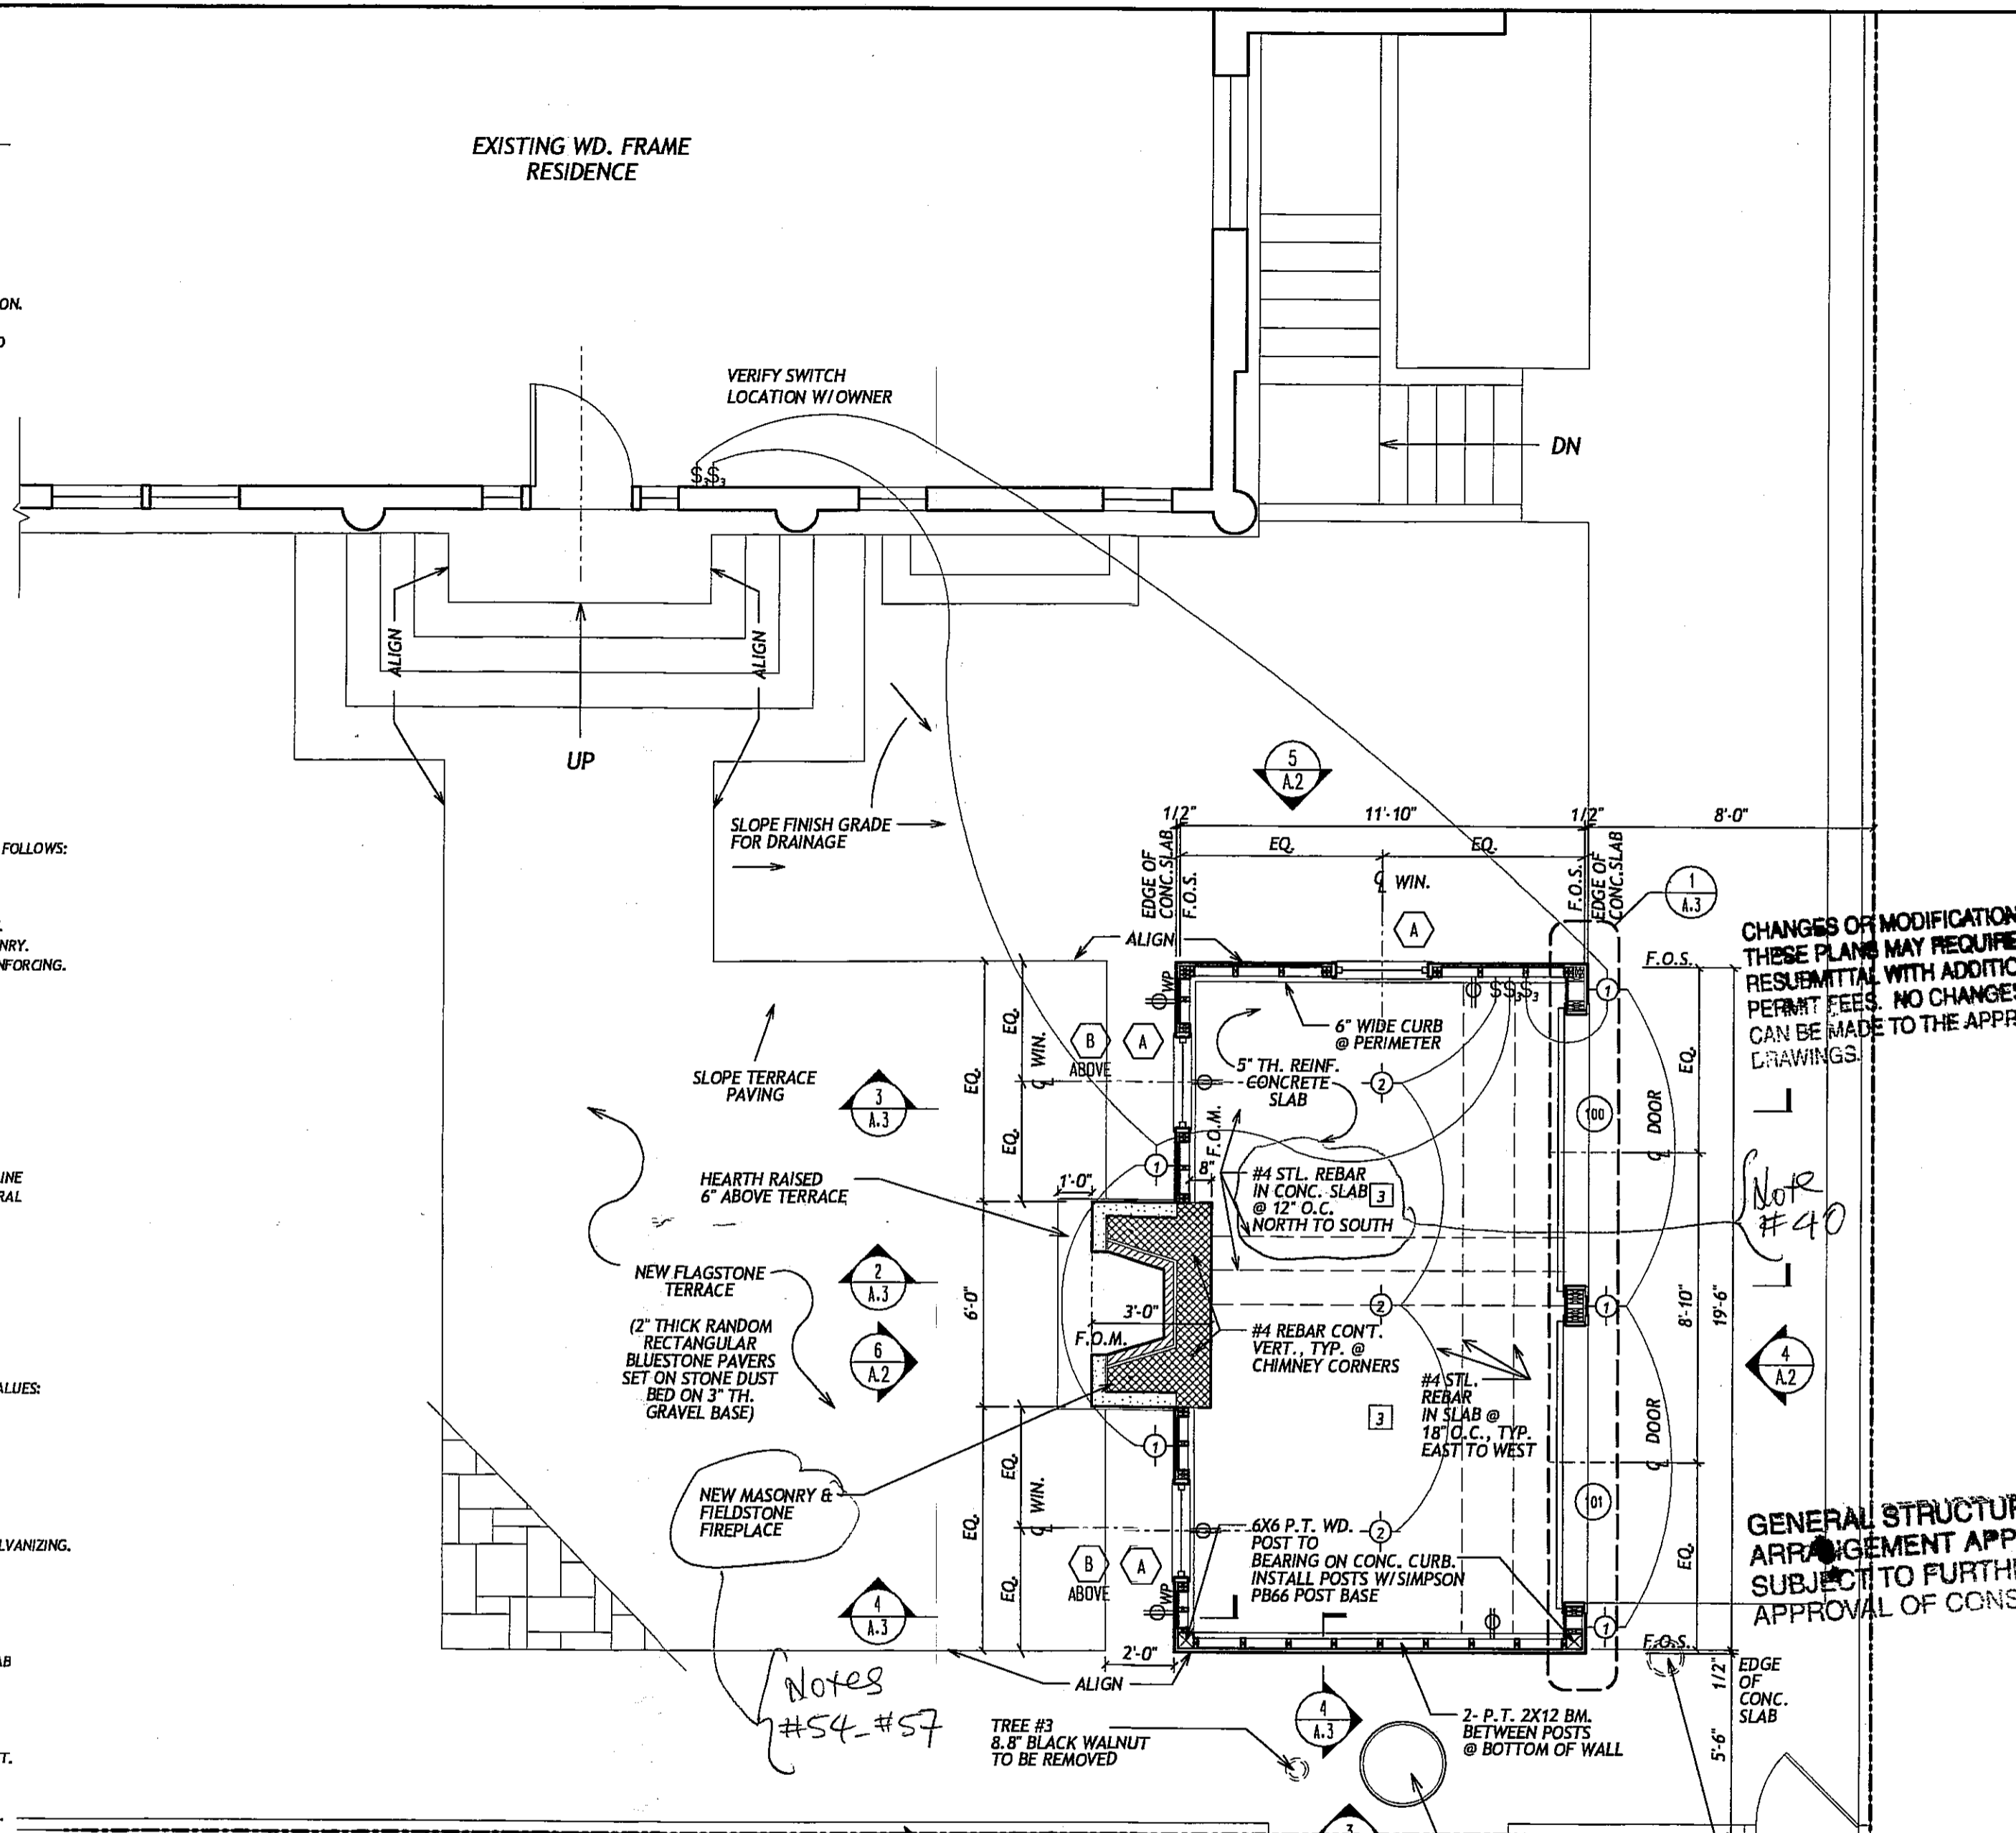 EXISTING WD. FRAME
RESIDENCE
ON.
VERIFY SWITCH
LOCATION W/OWNER
$3$3
DN
ALIGN
ALIGN
UP
SLOPE FINISH GRADE
FOR DRAINAGE
FOLLOWS:
NRY.
NFORCING.
5
A.2
1/2"
11'-10"
1/2"
8'-0"
EQ.
EQ.
EDGE OF
CONC.SLAB
F.O.S.
℄ WIN.
F.O.S.
EDGE OF
CONC.SLAB
A
1
A.3
CHANGES OR MODIFICATION
THESE PLANS MAY REQUIRE
RESUBMITTAL WITH ADDITIO
PERMIT FEES. NO CHANGES
CAN BE MADE TO THE APPR
DRAWINGS.
ALIGN
F.O.S.
WP
$$3$3
1
6" WIDE CURB
@ PERIMETER
5" TH. REINF.
CONCRETE
SLAB
EQ.
EQ.
℄ WIN.
EQ.
B
ABOVE
A
2
SLOPE TERRACE
PAVING
3
A.3
EQ.
100
℄ DOOR
F.O.M.
8"
1
HEARTH RAISED
6" ABOVE TERRACE
1'-0"
#4 STL. REBAR
IN CONC. SLAB
@ 12" O.C.
NORTH TO SOUTH
3
Note
#40
INE
RAL
NEW FLAGSTONE
TERRACE
(2" THICK RANDOM
RECTANGULAR
BLUESTONE PAVERS
SET ON STONE DUST
BED ON 3" TH.
GRAVEL BASE)
2
A.3
6
A.2
6'-0"
3'-0"
F.O.M.
2
#4 REBAR CON'T.
VERT., TYP. @
CHIMNEY CORNERS
#4 STL.
REBAR
IN SLAB @
18" O.C., TYP.
EAST TO WEST
3
1
8'-10"
19'-6"
4
A.2
ALUES:
NEW MASONRY &
FIELDSTONE
FIREPLACE
1
EQ.
EQ.
℄ WIN.
EQ.
B
ABOVE
A
WP
6X6 P.T. WD.
POST TO
BEARING ON CONC. CURB.
INSTALL POSTS W/SIMPSON
PB66 POST BASE
2
℄ DOOR
101
EQ.
1
GENERAL STRUCTUR
ARRANGEMENT APP
SUBJECT TO FURTH
APPROVAL OF CONS
LVANIZING.
4
A.3
AB
Notes
#54-#57
2'-0"
ALIGN
F.O.S.
1/2"
EDGE
OF
CONC.
SLAB
5'-6"
TREE #3
8.8" BLACK WALNUT
TO BE REMOVED
4
A.3
2- P.T. 2X12 BM.
BETWEEN POSTS
@ BOTTOM OF WALL
T.
3